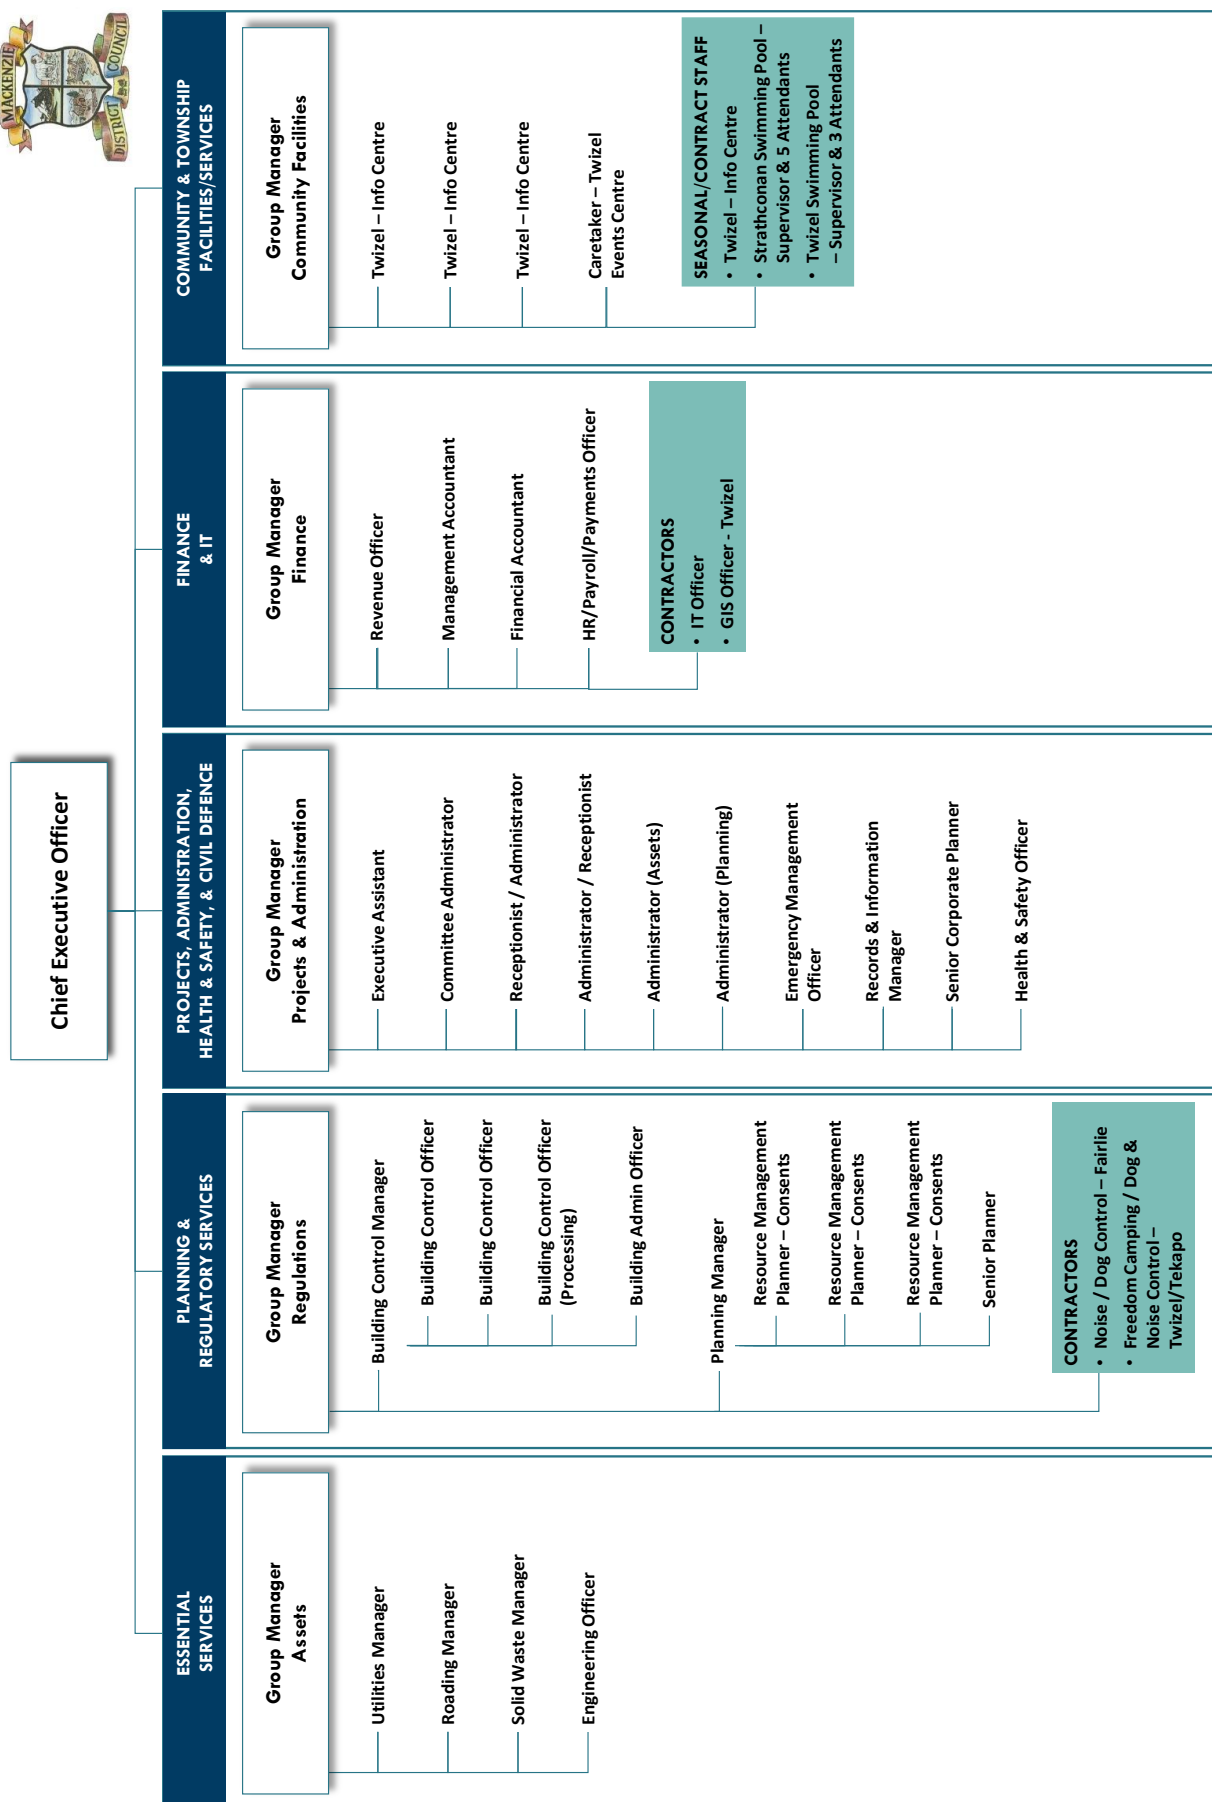 MACKENZIE
DISTRICT COUNCIL
Chief Executive Officer
ESSENTIAL
SERVICES
Group Manager
Assets
Utilities Manager
Roading Manager
Solid Waste Manager
Engineering Officer
PLANNING &
REGULATORY SERVICES
Group Manager
Regulations
Building Control Manager
Building Control Officer
Building Control Officer
Building Control Officer
(Processing)
Building Admin Officer
Planning Manager
Resource Management
Planner – Consents
Resource Management
Planner – Consents
Resource Management
Planner – Consents
Senior Planner
CONTRACTORS
• Noise / Dog Control – Fairlie
• Freedom Camping / Dog &
Noise Control –
Twizel/Tekapo
PROJECTS, ADMINISTRATION,
HEALTH & SAFETY, & CIVIL DEFENCE
Group Manager
Projects & Administration
Executive Assistant
Committee Administrator
Receptionist / Administrator
Administrator / Receptionist
Administrator (Assets)
Administrator (Planning)
Emergency Management
Officer
Records & Information
Manager
Senior Corporate Planner
Health & Safety Officer
FINANCE
& IT
Group Manager
Finance
Revenue Officer
Management Accountant
Financial Accountant
HR/Payroll/Payments Officer
CONTRACTORS
• IT Officer
• GIS Officer - Twizel
COMMUNITY & TOWNSHIP
FACILITIES/SERVICES
Group Manager
Community Facilities
Twizel – Info Centre
Twizel – Info Centre
Twizel – Info Centre
Caretaker – Twizel
Events Centre
SEASONAL/CONTRACT STAFF
• Twizel – Info Centre
• Strathconan Swimming Pool –
Supervisor & 5 Attendants
• Twizel Swimming Pool
– Supervisor & 3 Attendants